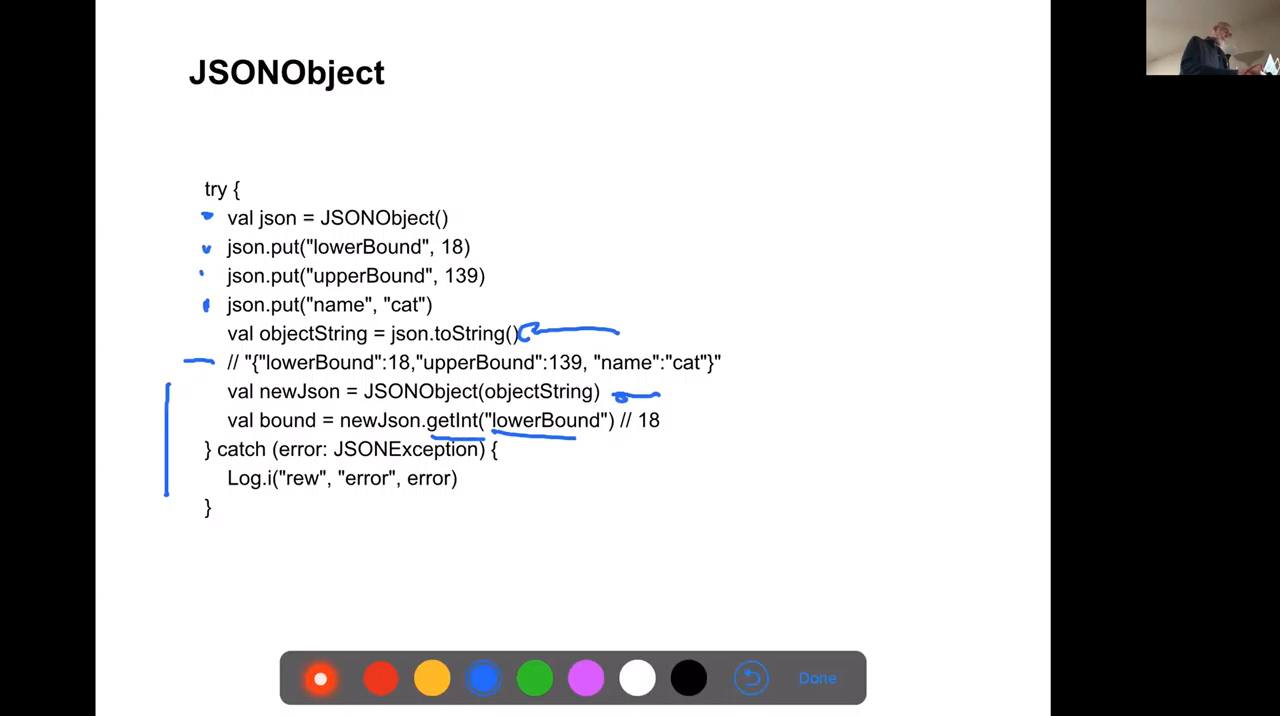 JSONObject
try {
val json = JSONObject()
json.put("lowerBound", 18)
json.put("upperBound", 139)
json.put("name", "cat")
val objectString = json.toString()
// "{"lowerBound":18,"upperBound":139, "name":"cat"}"
val newJson = JSONObject(objectString)
val bound = newJson.getInt("lowerBound") // 18
} catch (error: JSONException) {
Log.i("rew", "error", error)
}
Done